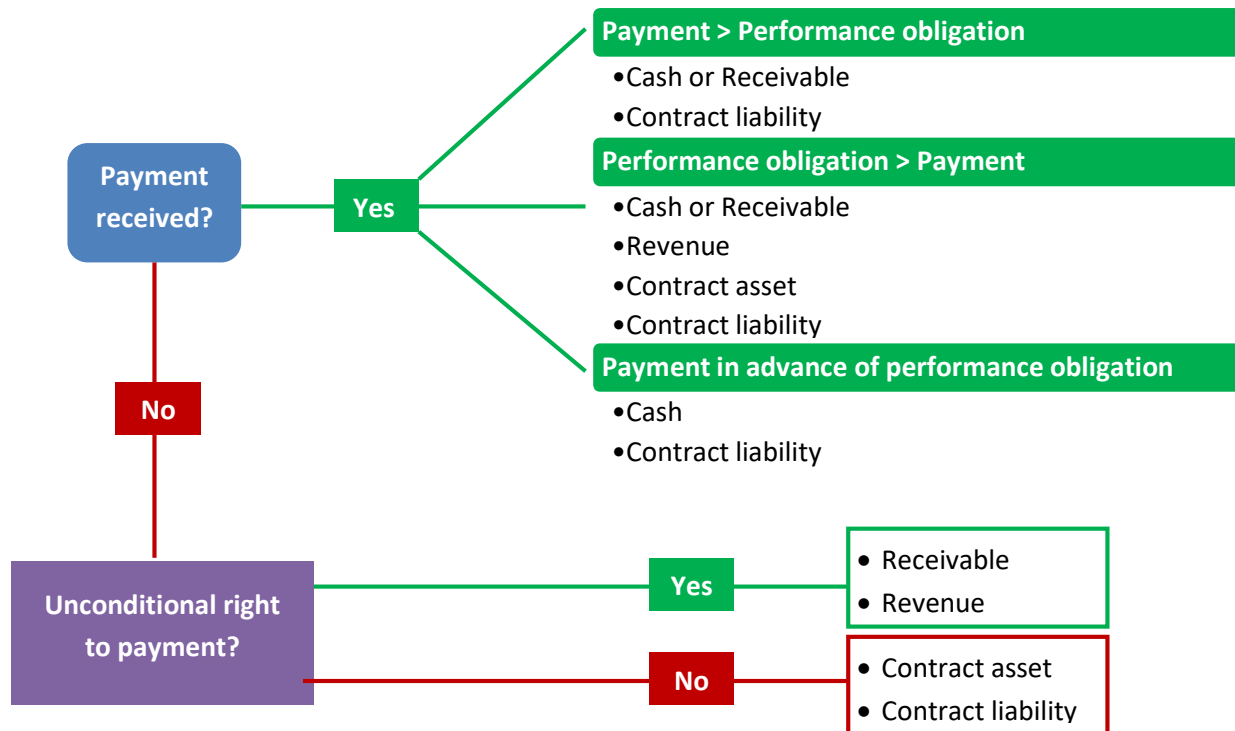 Payment > Performance obligation
•Cash or Receivable
•Contract liability
Payment
received?
Yes
Performance obligation > Payment
•Cash or Receivable
•Revenue
•Contract asset
•Contract liability
Payment in advance of performance obligation
•Cash
•Contract liability
No
Unconditional right
to payment?
Yes
• Receivable
• Revenue
No
• Contract asset
• Contract liability